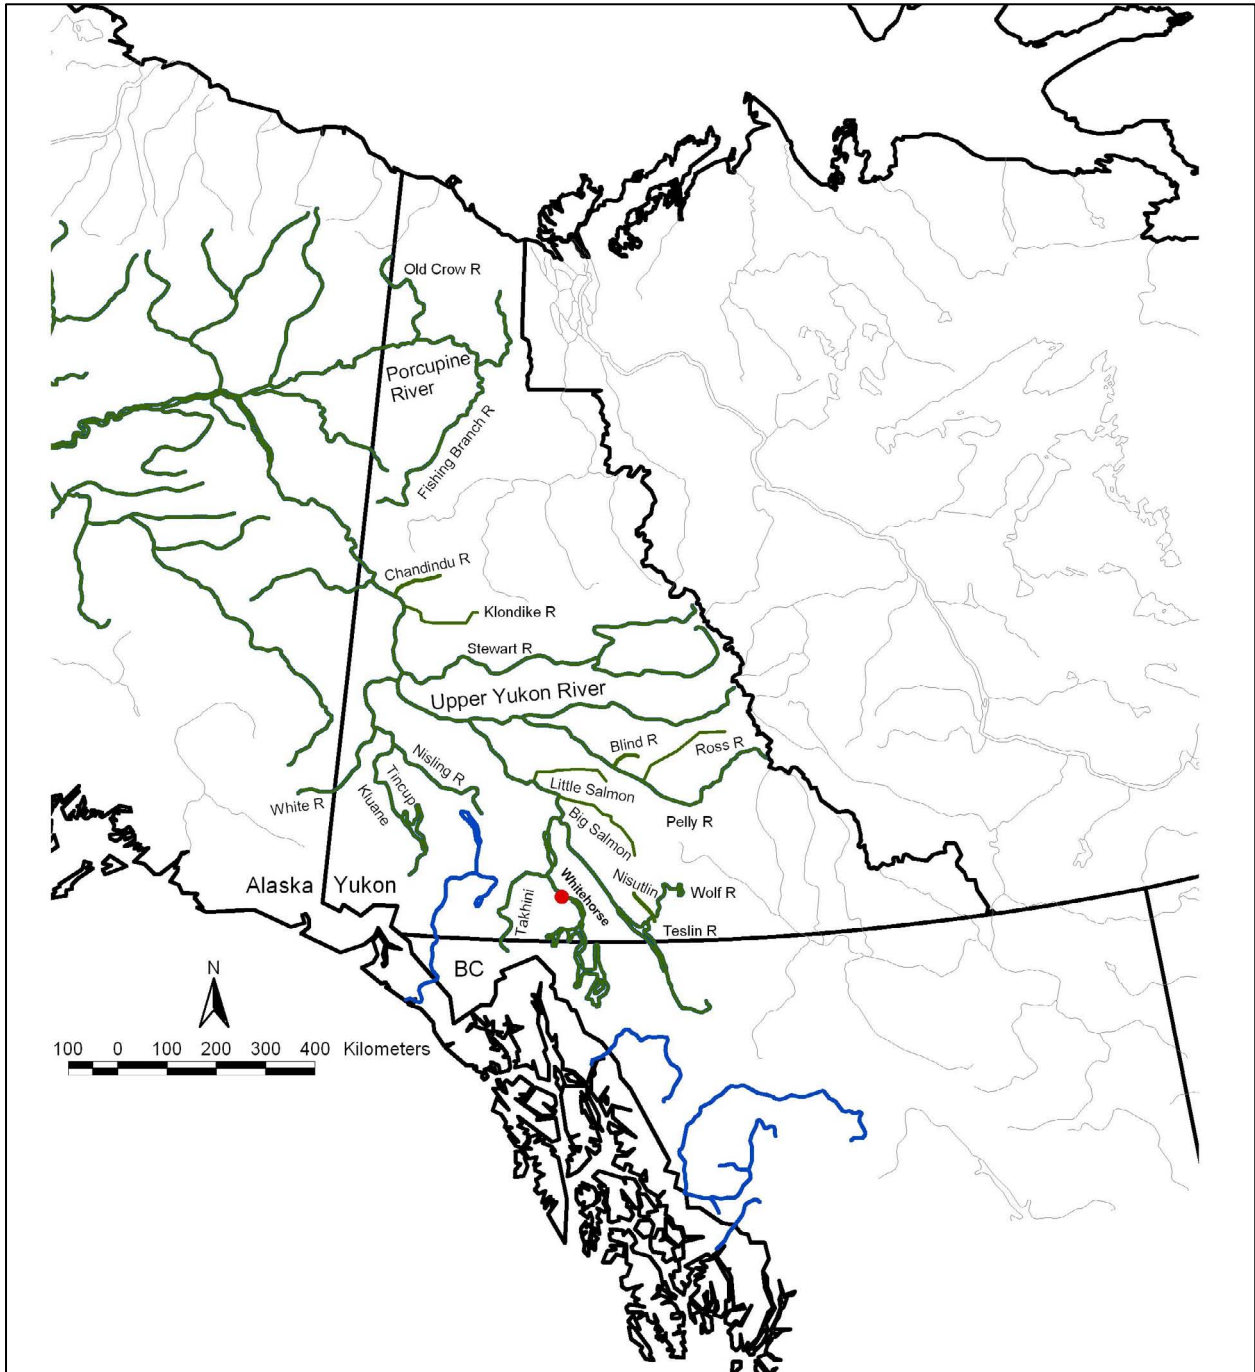 Old Crow R
Porcupine
River
Fishing Branch R
Chandindu R
Klondike R
Stewart R
Upper Yukon River
Blind R
Ross R
Nisling R
Tincup
Kluane
White R
Little Salmon
Big Salmon
Pelly R
Alaska
Yukon
Takhini
Whitehorse
Nisutlin
Wolf R
Teslin R
BC
N
100 0 100 200 300 400 Kilometers